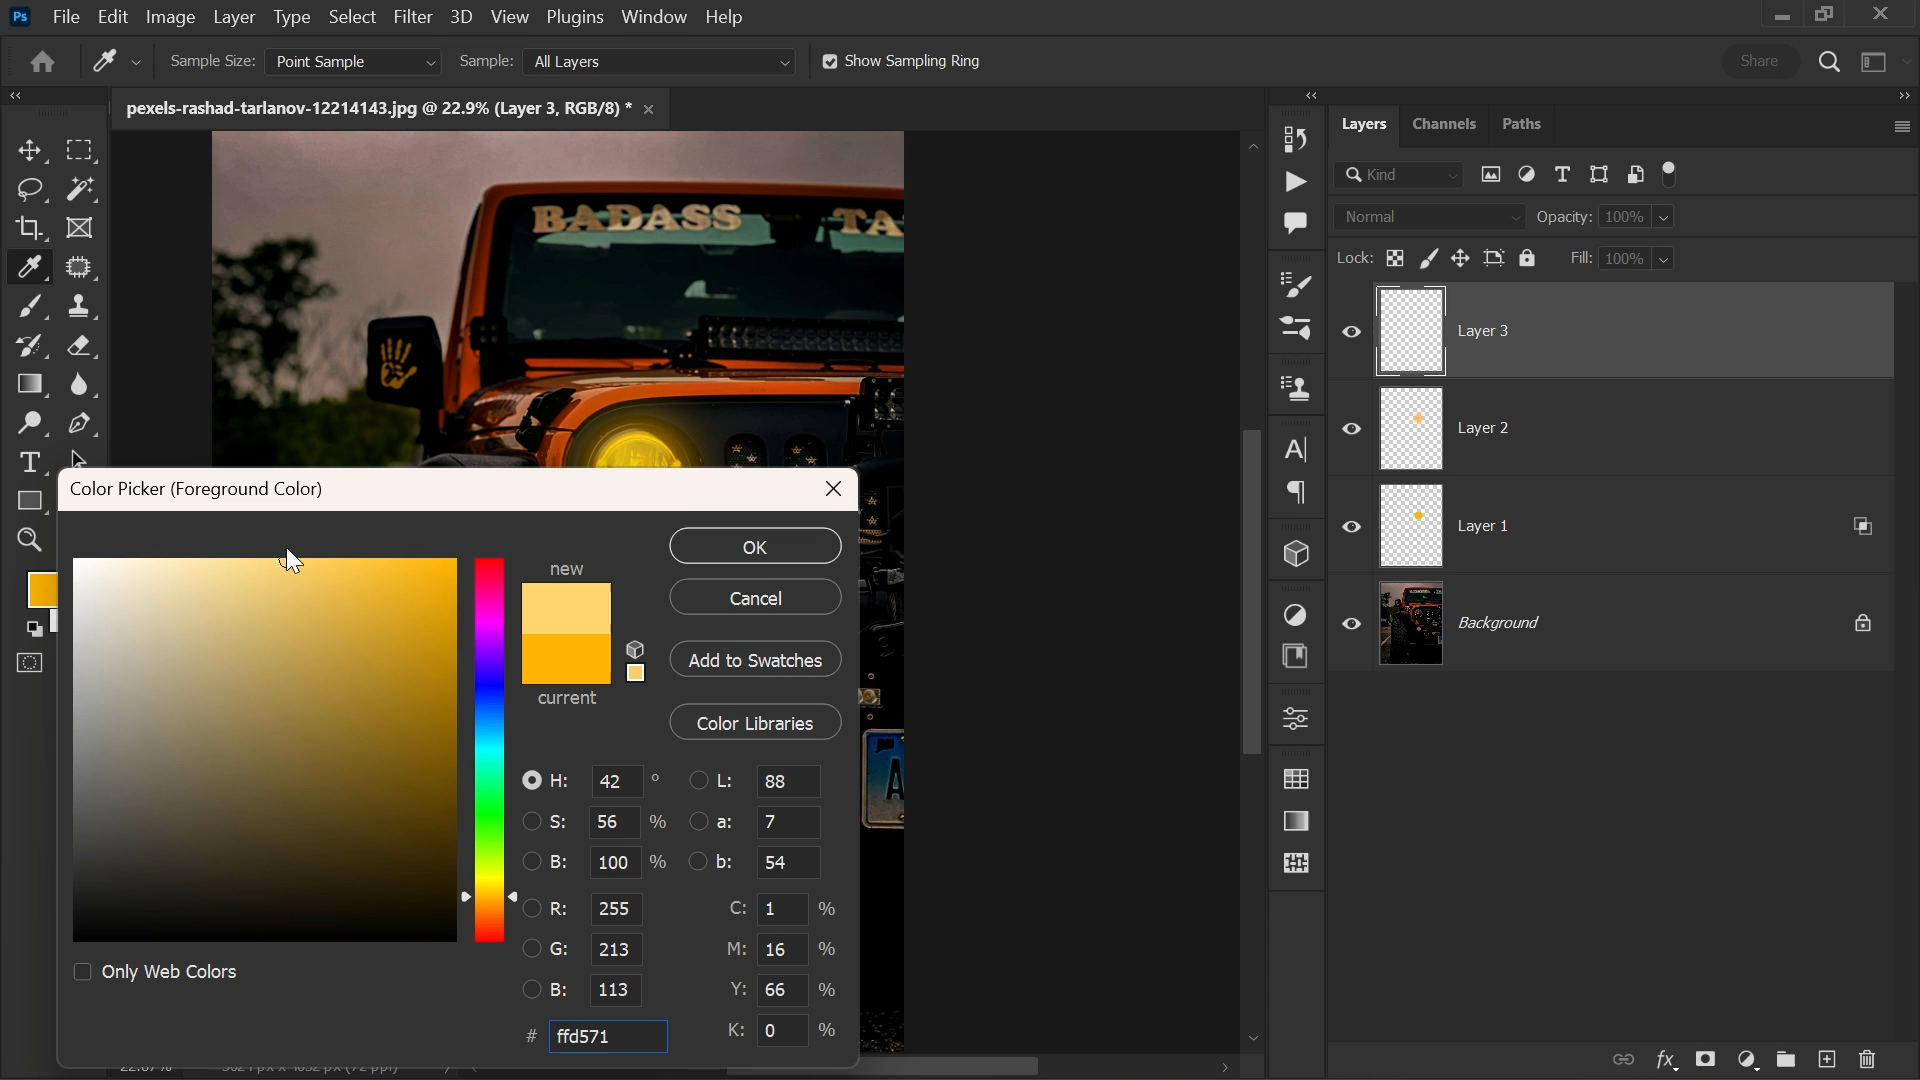 Ps File Edit Image Layer Type Select Filter 3D View Plugins Window Help
Sample Size: Point Sample Sample: All Layers Show Sampling Ring Share
pexels-rashad-tarlanov-12214143.jpg @ 22.9% (Layer 3, RGB/8) *
Layers Channels Paths
Kind
Normal Opacity: 100%
Lock: Fill: 100%
BADASS TA
Layer 3
Layer 2
Layer 1
Background
Color Picker (Foreground Color)
new
current
OK
Cancel
Add to Swatches
Color Libraries
H: 42 ° L: 88
S: 56 % a: 7
B: 100 % b: 54
R: 255 C: 1 %
G: 213 M: 16 %
B: 113 Y: 66 %
# ffd571 K: 0 %
Only Web Colors